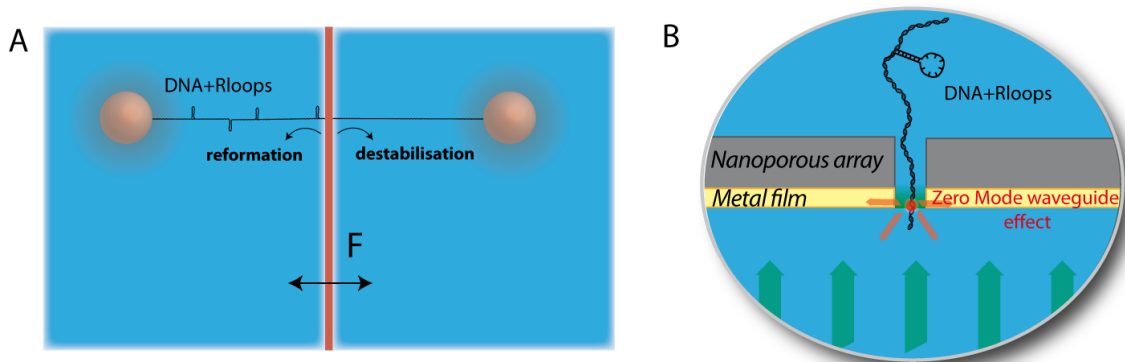 A
DNA+Rloops
reformation
destabilisation
F
B
DNA+Rloops
Nanoporous array
Metal film
Zero Mode waveguide
effect